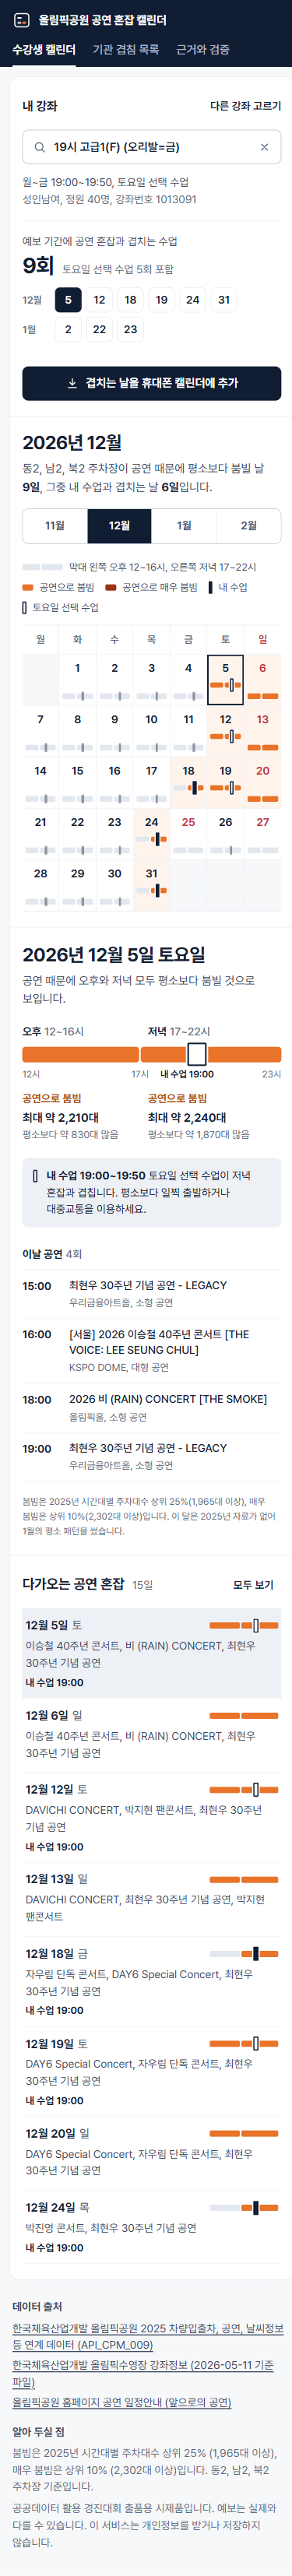 올림픽공원 공연 혼잡 캘린더
수강생 캘린더 기관 겹침 목록 근거와 검증
내 강좌 다른 강좌 고르기
19시 고급1(F) (오리발=금) ×
월~금 19:00~19:50, 토요일 선택 수업
성인남여, 정원 40명, 강좌번호 1013091
예보 기간에 공연 혼잡과 겹치는 수업
9회 토요일 선택 수업 5회 포함
12월 5 12 18 19 24 31
1월 2 22 23
겹치는 날을 휴대폰 캘린더에 추가
2026년 12월
동2, 남2, 북2 주차장이 공연 때문에 평소보다 붐빌 날
9일, 그중 내 수업과 겹치는 날 6일입니다.
11월 12월 1월 2월
막대 왼쪽 오후 12~16시, 오른쪽 저녁 17~22시
공연으로 붐빔 공연으로 매우 붐빔 내 수업
토요일 선택 수업
월 화 수 목 금 토 일
1 2 3 4 5 6
7 8 9 10 11 12 13
14 15 16 17 18 19 20
21 22 23 24 25 26 27
28 29 30 31
2026년 12월 5일 토요일
공연 때문에 오후와 저녁 모두 평소보다 붐빌 것으로
보입니다.
오후 12~16시 저녁 17~22시
12시 17시 내 수업 19:00 23시
공연으로 붐빔 공연으로 붐빔
최대 약 2,210대 최대 약 2,240대
평소보다 약 830대 많음 평소보다 약 1,870대 많음
내 수업 19:00~19:50 토요일 선택 수업이 저녁
혼잡과 겹칩니다. 평소보다 일찍 출발하거나
대중교통을 이용하세요.
이날 공연 4회
15:00 최현우 30주년 기념 공연 - LEGACY
우리금융아트홀, 소형 공연
16:00 [서울] 2026 이승철 40주년 콘서트 [THE
VOICE: LEE SEUNG CHUL]
KSPO DOME, 대형 공연
18:00 2026 비 (RAIN) CONCERT [THE SMOKE]
올림픽홀, 소형 공연
19:00 최현우 30주년 기념 공연 - LEGACY
우리금융아트홀, 소형 공연
붐빔은 2025년 시간대별 주차대수 상위 25%(1,965대 이상), 매우
붐빔은 상위 10%(2,302대 이상)입니다. 이 달은 2025년 자료가 없어
1월의 평소 패턴을 썼습니다.
다가오는 공연 혼잡 15일 모두 보기
12월 5일 토
이승철 40주년 콘서트, 비 (RAIN) CONCERT, 최현우
30주년 기념 공연
내 수업 19:00
12월 6일 일
이승철 40주년 콘서트, 비 (RAIN) CONCERT, 최현우
30주년 기념 공연
12월 12일 토
DAVICHI CONCERT, 박지현 팬콘서트, 최현우 30주년
기념 공연
내 수업 19:00
12월 13일 일
DAVICHI CONCERT, 최현우 30주년 기념 공연, 박지현
팬콘서트
12월 18일 금
자우림 단독 콘서트, DAY6 Special Concert, 최현우
30주년 기념 공연
내 수업 19:00
12월 19일 토
DAY6 Special Concert, 자우림 단독 콘서트, 최현우
30주년 기념 공연
내 수업 19:00
12월 20일 일
DAY6 Special Concert, 자우림 단독 콘서트, 최현우
30주년 기념 공연
12월 24일 목
박진영 콘서트, 최현우 30주년 기념 공연
내 수업 19:00
데이터 출처
한국체육산업개발 올림픽공원 2025 차량입출차, 공연, 날씨정보
등 연계 데이터 (API_CPM_009)
한국체육산업개발 올림픽수영장 강좌정보 (2026-05-11 기준
파일)
올림픽공원 홈페이지 공연 일정안내 (앞으로의 공연)
알아 두실 점
붐빔은 2025년 시간대별 주차대수 상위 25% (1,965대 이상),
매우 붐빔은 상위 10% (2,302대 이상)입니다. 동2, 남2, 북2
주차장 기준입니다.
공공데이터 활용 경진대회 출품용 시제품입니다. 예보는 실제와
다를 수 있습니다. 이 서비스는 개인정보를 받거나 저장하지
않습니다.